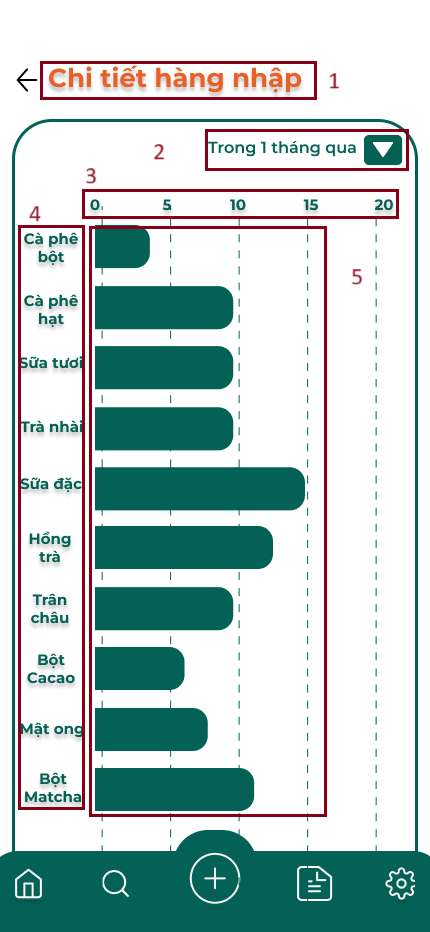 Chi tiết hàng nhập
1
Trong 1 tháng qua
2
3
0 5 10 15 20
4
5
Cà phê
bột
Cà phê
hạt
Sữa tươi
Trà nhài
Sữa đặc
Hồng
trà
Trân
châu
Bột
Cacao
Mật ong
Bột
Matcha